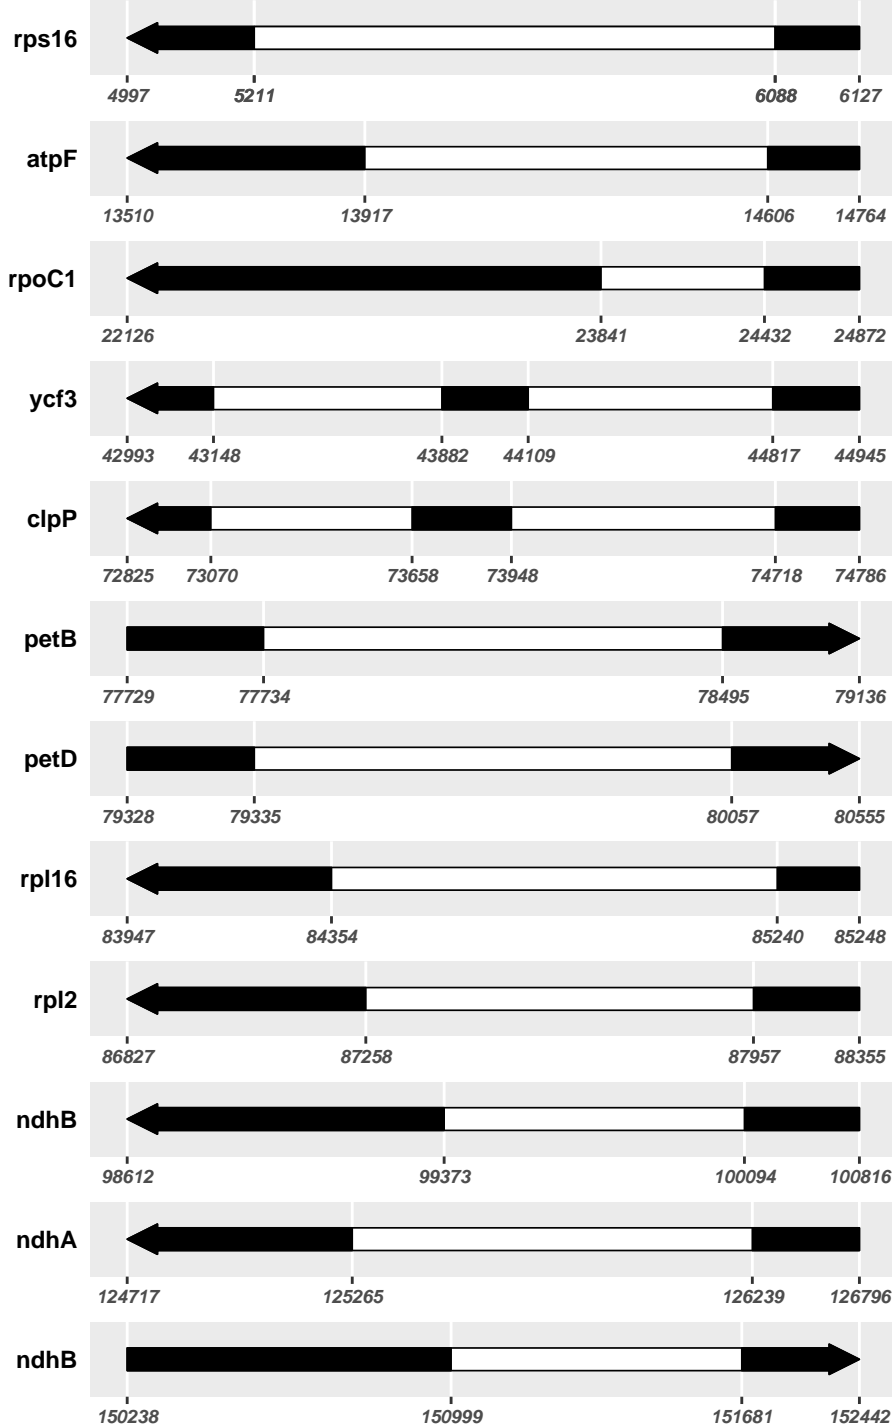 rps16
4997 5211 6088 6127
atpF
13510 13917 14606 14764
rpoC1
22126 23841 24432 24872
ycf3
42993 43148 43882 44109 44817 44945
clpP
72825 73070 73658 73948 74718 74786
petB
77729 77734 78495 79136
petD
79328 79335 80057 80555
rpl16
83947 84354 85240 85248
rpl2
86827 87258 87957 88355
ndhB
98612 99373 100094 100816
ndhA
124717 125265 126239 126796
ndhB
150238 150999 151681 152442